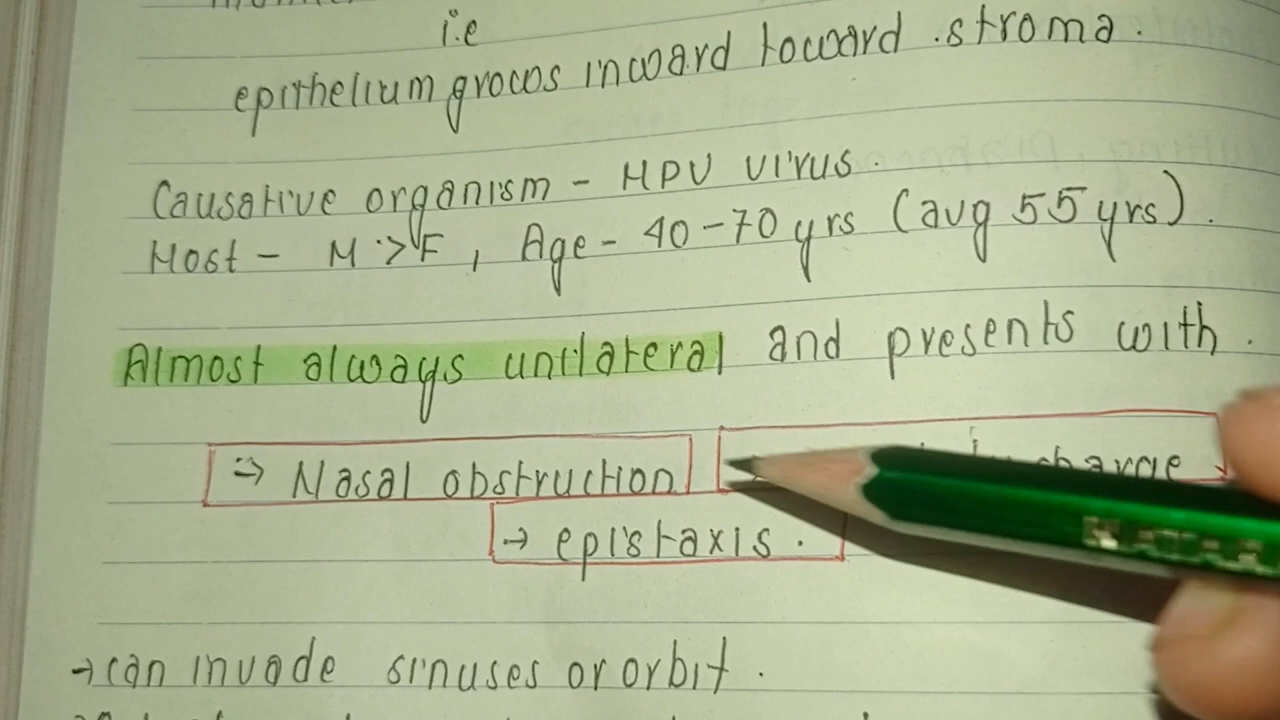 i.e
epithelium grows inward toward stroma.
Causative organism - HPV virus.
Host - M > F, Age - 40-70 yrs (avg 55 yrs).
Almost always unilateral and presents with.
→ Nasal obstruction
→ epistaxis.
→ can invade sinuses or orbit.